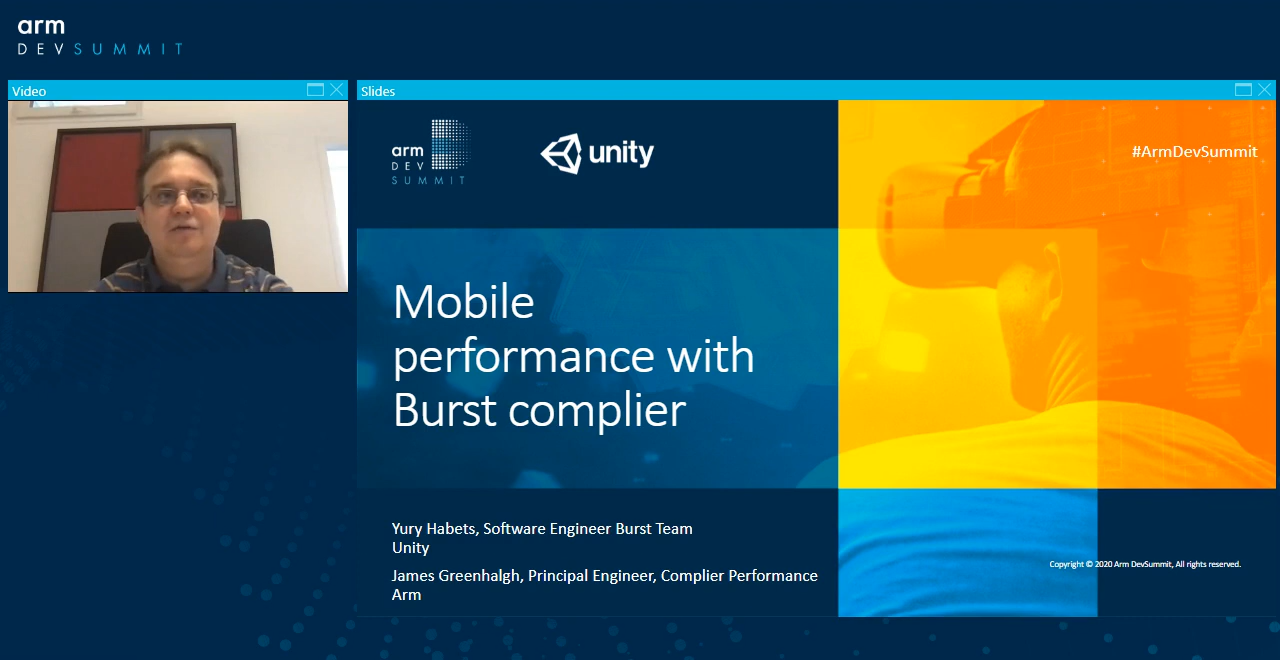 arm
DEVSUMMIT
Video
Slides
arm
DEV
SUMMIT
unity
#ArmDevSummit
Mobile
performance with
Burst complier
Yury Habets, Software Engineer Burst Team
Unity
James Greenhalgh, Principal Engineer, Complier Performance
Arm
Copyright © 2020 Arm DevSummit, All rights reserved.